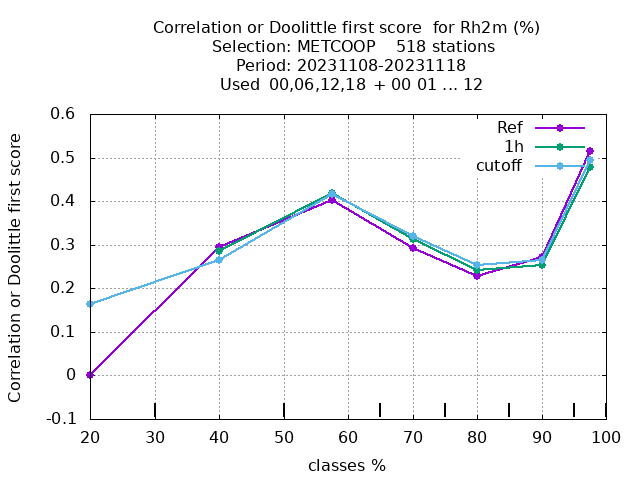 Correlation or Doolittle first score  for Rh2m (%)
Selection: METCOOP    518 stations
Period: 20231108-20231118
Used  00,06,12,18  + 00 01 ... 12
Correlation or Doolittle first score
0.6
0.5
0.4
0.3
0.2
0.1
0
-0.1
Ref
1h
cutoff
20 30 40 50 60 70 80 90 100
classes %